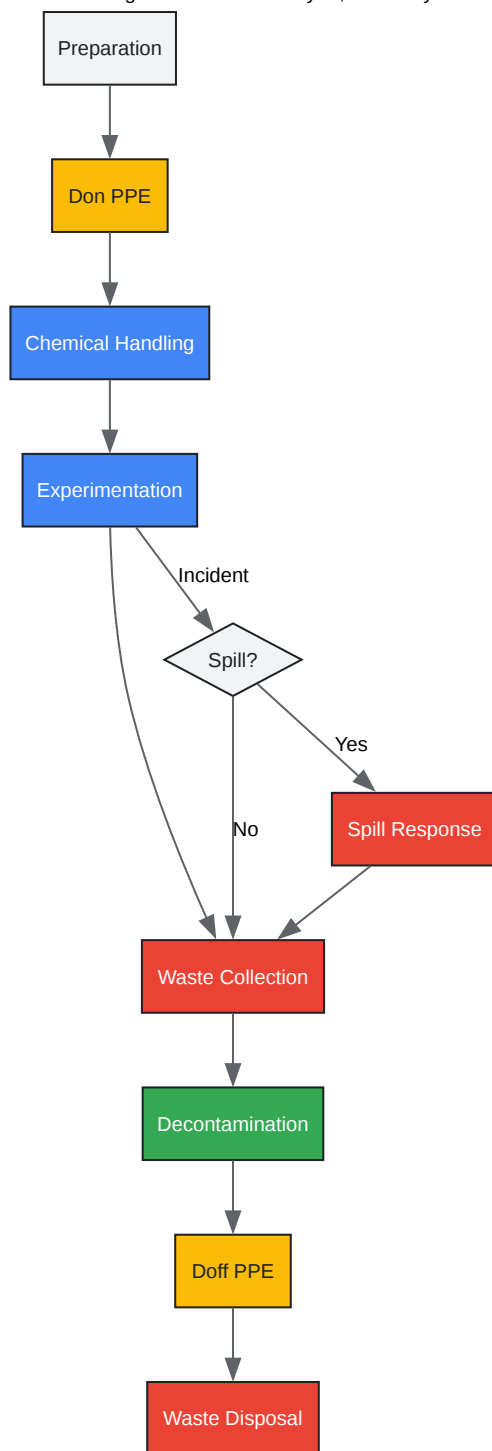 Preparation
Don PPE
Chemical Handling
Experimentation
Incident
Spill?
Yes
Spill Response
No
Waste Collection
Decontamination
Doff PPE
Waste Disposal